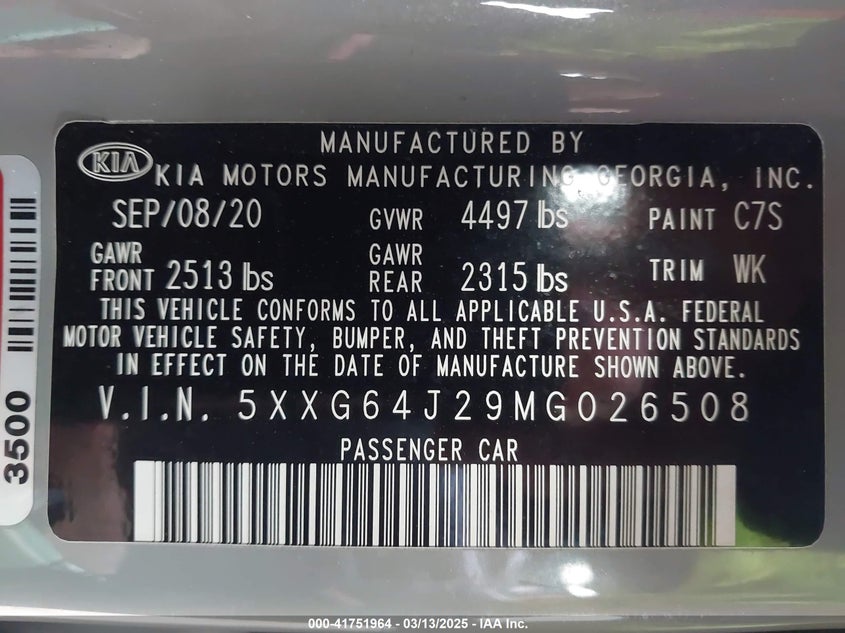 MANUFACTURED BY
KIA KIA MOTORS MANUFACTURING GEORGIA, INC.
SEP/08/20 GVWR 4497 lbs PAINT C7S
GAWR FRONT 2513 lbs GAWR REAR 2315 lbs TRIM WK
THIS VEHICLE CONFORMS TO ALL APPLICABLE U.S.A. FEDERAL
MOTOR VEHICLE SAFETY, BUMPER, AND THEFT PREVENTION STANDARDS
IN EFFECT ON THE DATE OF MANUFACTURE SHOWN ABOVE.
V.I.N. 5XXG64J29MG026508
PASSENGER CAR
3500
000-41751964 - 03/13/2025 - IAA Inc.